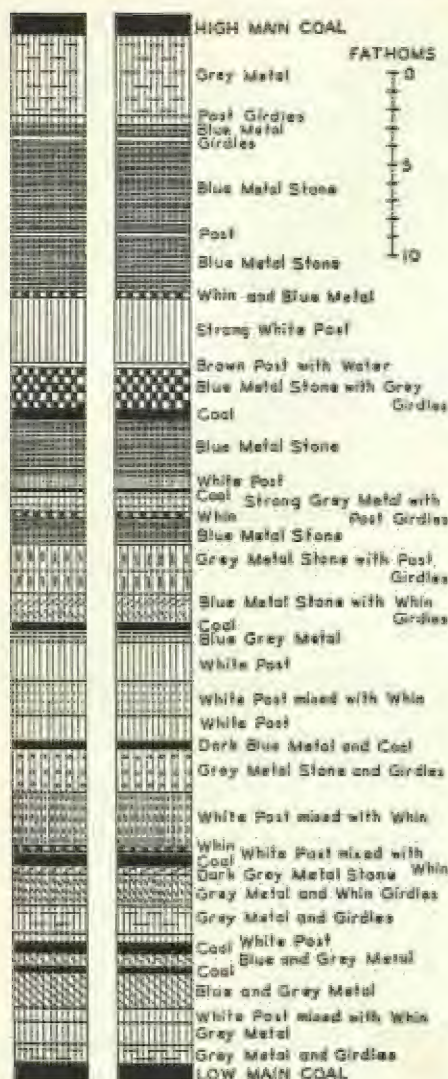 HIGH MAIN COAL
FATHOMS
0
5
10
Grey Metal
Post Girdles
Blue Metal
Girdles
Blue Metal Stone
Post
Blue Metal Stone
Whin and Blue Metal
Strong White Post
Brown Post with Water
Blue Metal Stone with Grey
Girdles
Coal
Blue Metal Stone
White Post
Coal Strong Grey Metal with
Whin Post Girdles
Blue Metal Stone
Grey Metal Stone with Post
Girdles
Blue Metal Stone with Whin
Girdles
Coal
Blue Grey Metal
White Post
White Post mixed with Whin
White Post
Dark Blue Metal and Coal
Grey Metal Stone and Girdles
White Post mixed with Whin
Whin White Post mixed with
Coal Whin
Dark Grey Metal Stone
Grey Metal and Whin Girdles
Grey Metal and Girdles
White Post
Coal Blue and Grey Metal
Coal
Blue and Grey Metal
White Post mixed with Whin
Grey Metal
Grey Metal and Girdles
LOW MAIN COAL